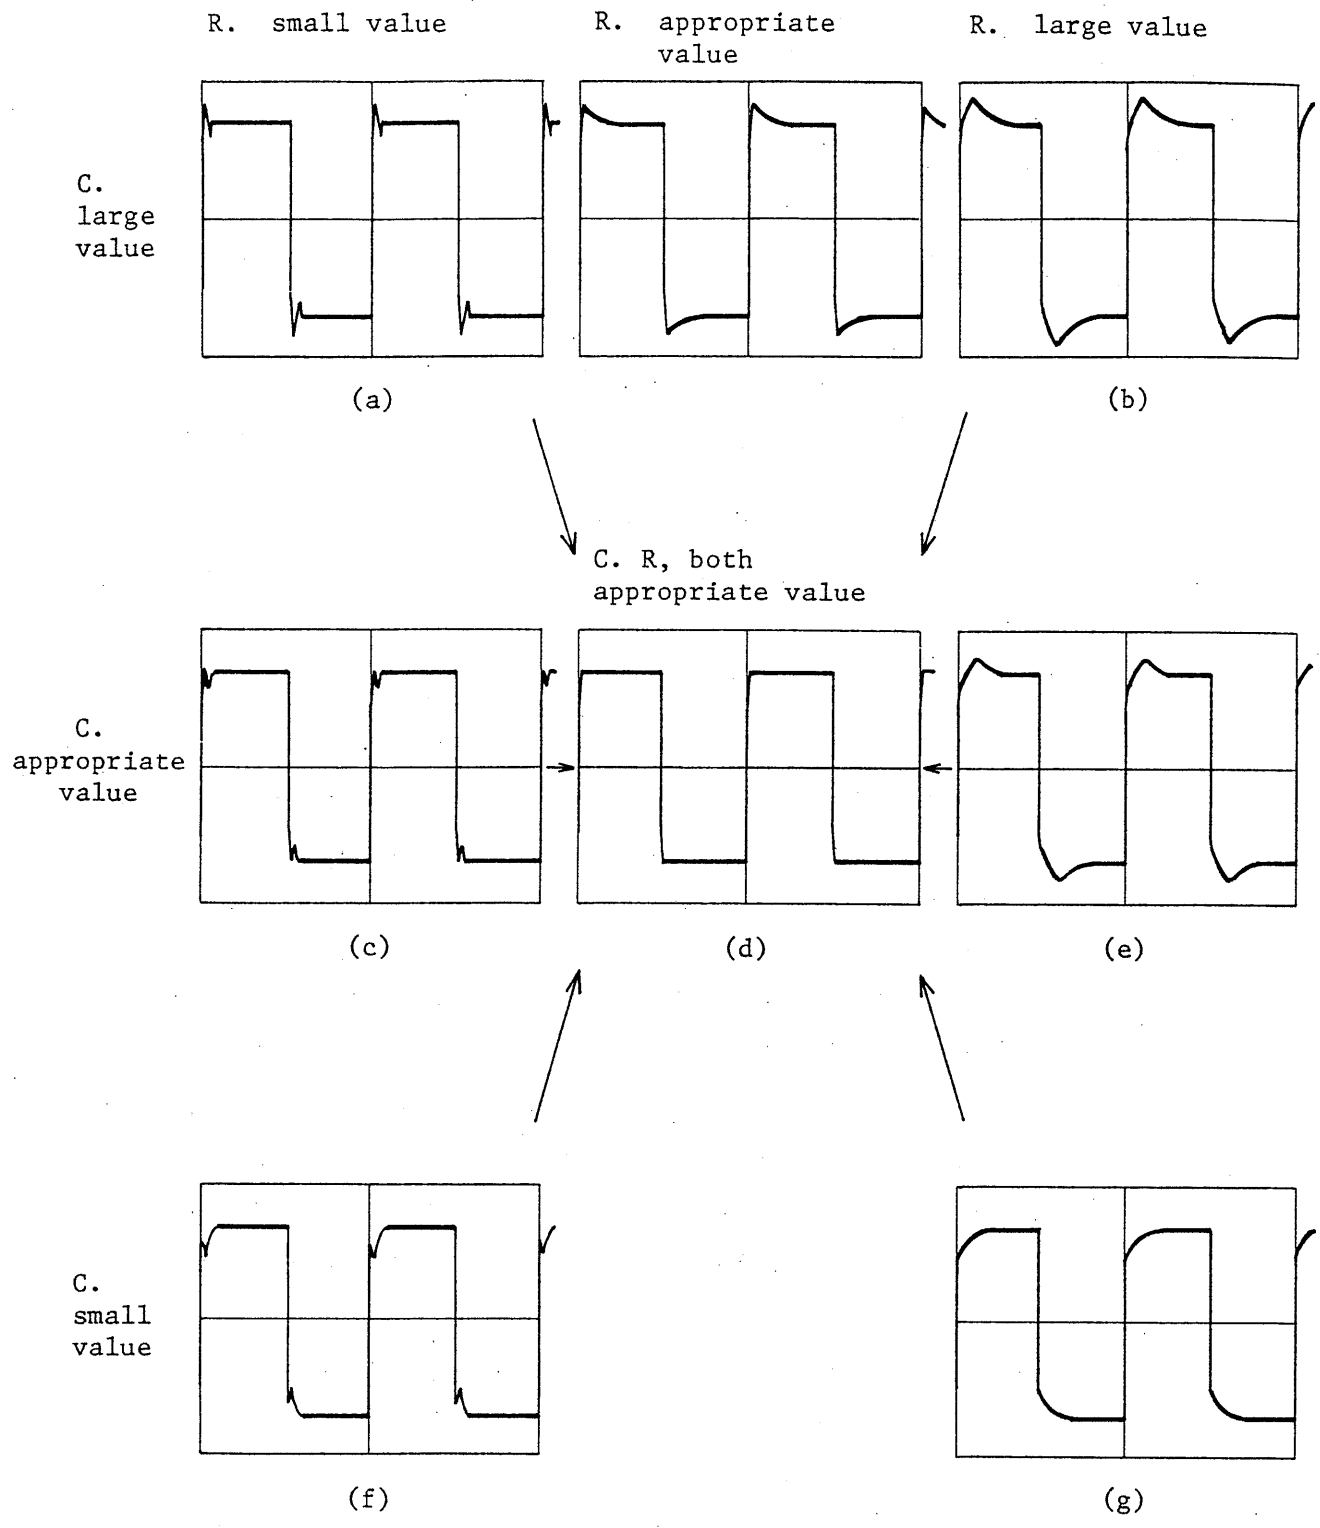 R. small value
R. appropriate
value
R. large value
C.
large
value
(a)
(b)
C. R, both
appropriate value
C.
appropriate
value
(c)
(d)
(e)
C.
small
value
(f)
(g)